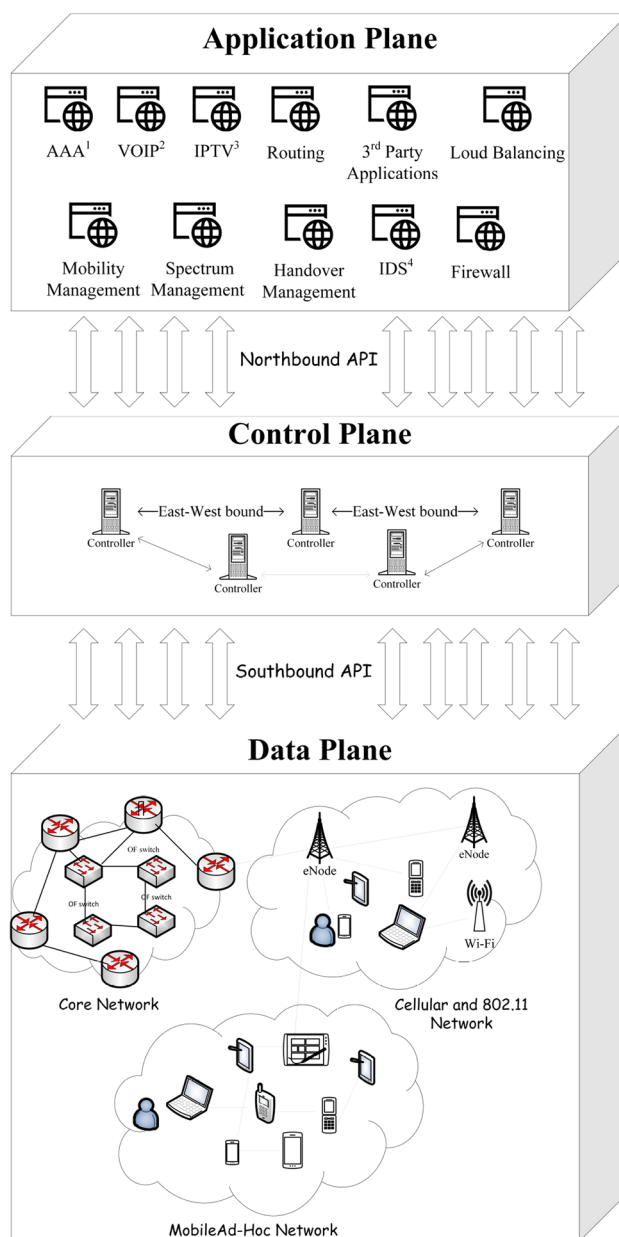 Application Plane
AAA1
VOIP2
IPTV3
Routing
3rd Party
Applications
Loud Balancing
Mobility
Management
Spectrum
Management
Handover
Management
IDS4
Firewall
Northbound API
Control Plane
East-West bound
East-West bound
Controller
Controller
Controller
Controller
Controller
Southbound API
Data Plane
OF switch
OF switch
OF switch
Core Network
eNode
eNode
Wi-Fi
Cellular and 802.11
Network
MobileAd-Hoc Network